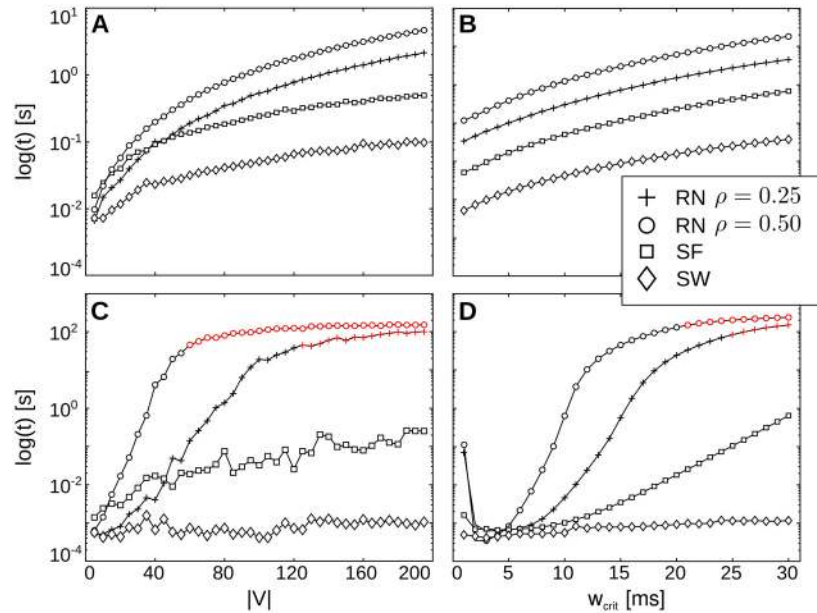 A
B
log(t) [s]
10^2
10^1
10^0
10^-1
10^-2
10^-4
RN ρ = 0.25
RN ρ = 0.50
SF
SW
C
D
log(t) [s]
10^2
10^0
10^-2
10^-4
0 40 80 120 160 200
0 5 10 15 20 25 30
|V|
w_crit [ms]